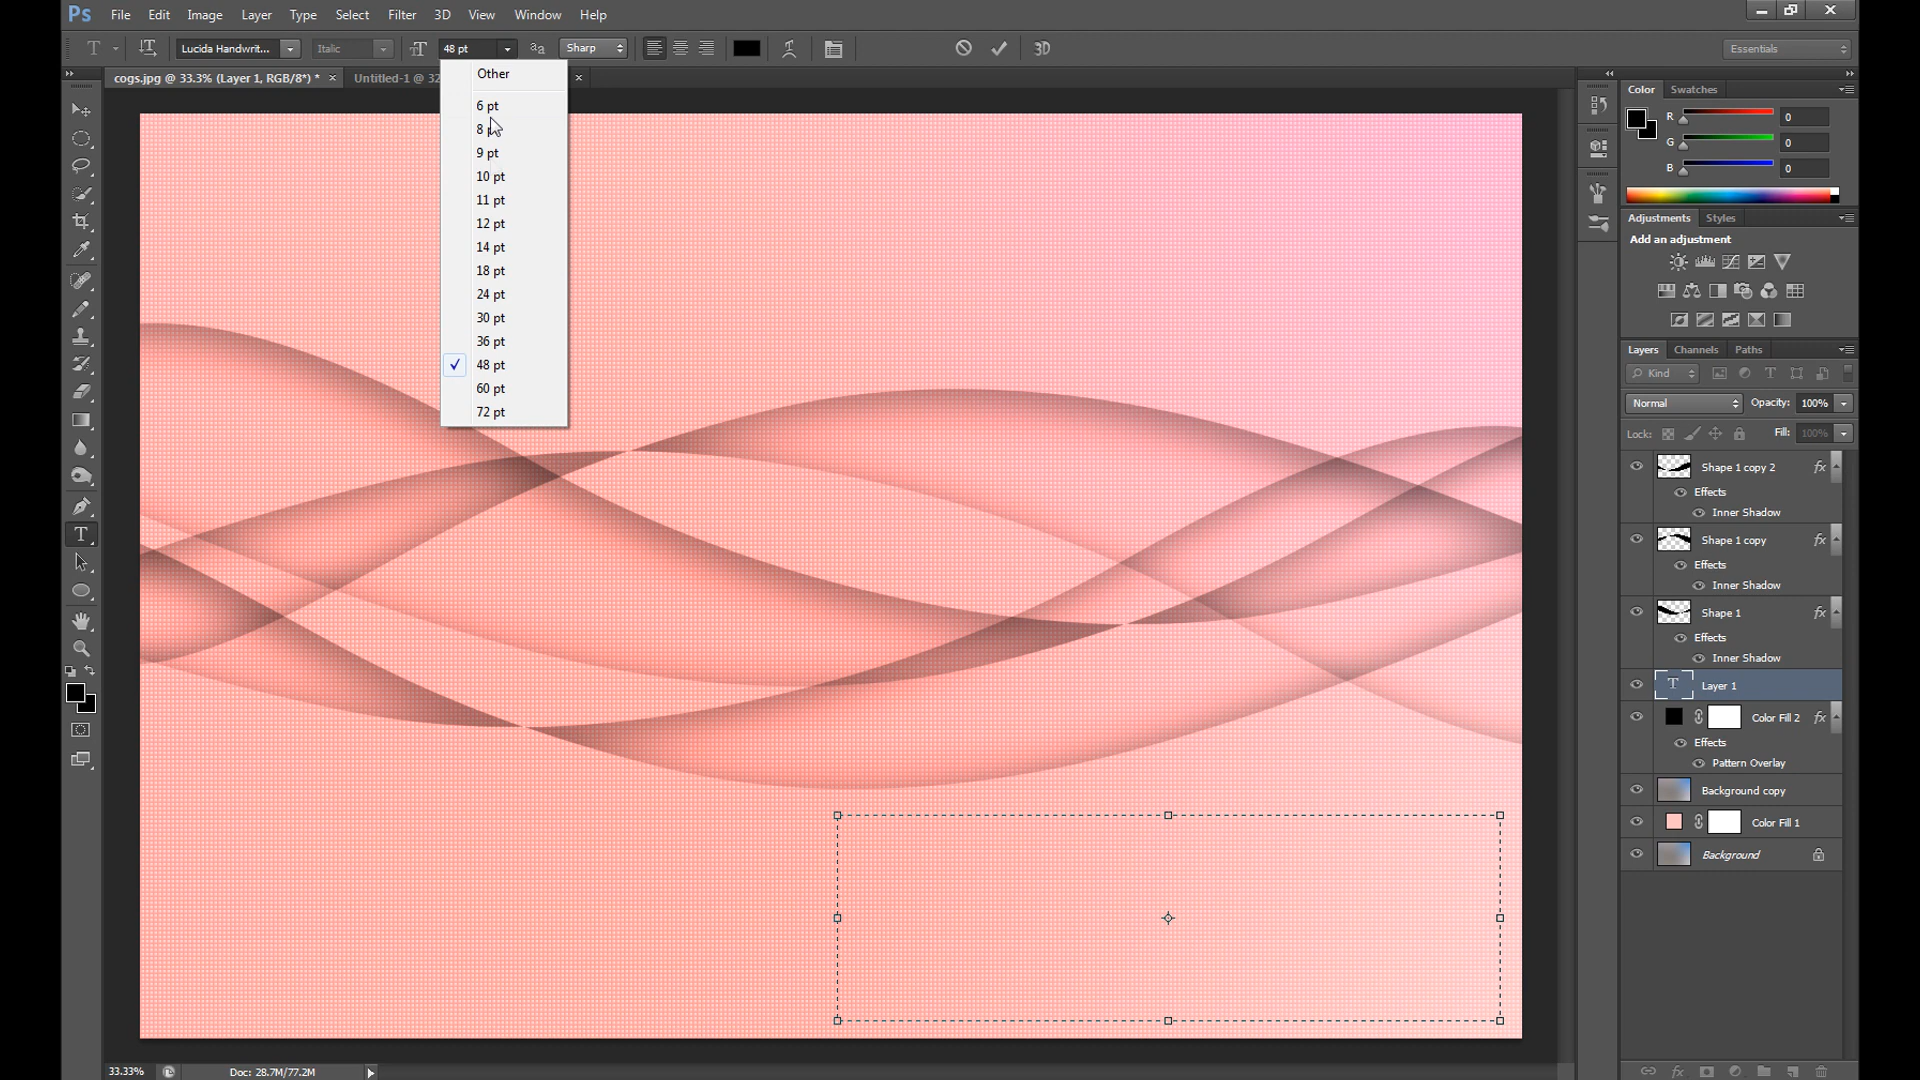 Ps File Edit Image Layer Type Select Filter 3D View Window Help
T Lucida Handwrit... Italic 48 pt Sharp 3D Essentials
cogs.jpg @ 33.3% (Layer 1, RGB/8*) * × Untitled-1 @ 32 ×
Other
6 pt
8 p
9 pt
10 pt
11 pt
12 pt
14 pt
18 pt
24 pt
30 pt
36 pt
48 pt
60 pt
72 pt
Color Swatches
R 0
G 0
B 0
Adjustments Styles
Add an adjustment
Layers Channels Paths
Kind
Normal Opacity: 100%
Lock: Fill: 100%
Shape 1 copy 2 fx
Effects
Inner Shadow
Shape 1 copy fx
Effects
Inner Shadow
Shape 1 fx
Effects
Inner Shadow
T Layer 1
Color Fill 2 fx
Effects
Pattern Overlay
Background copy
Color Fill 1
Background
33.33% Doc: 28.7M/77.2M